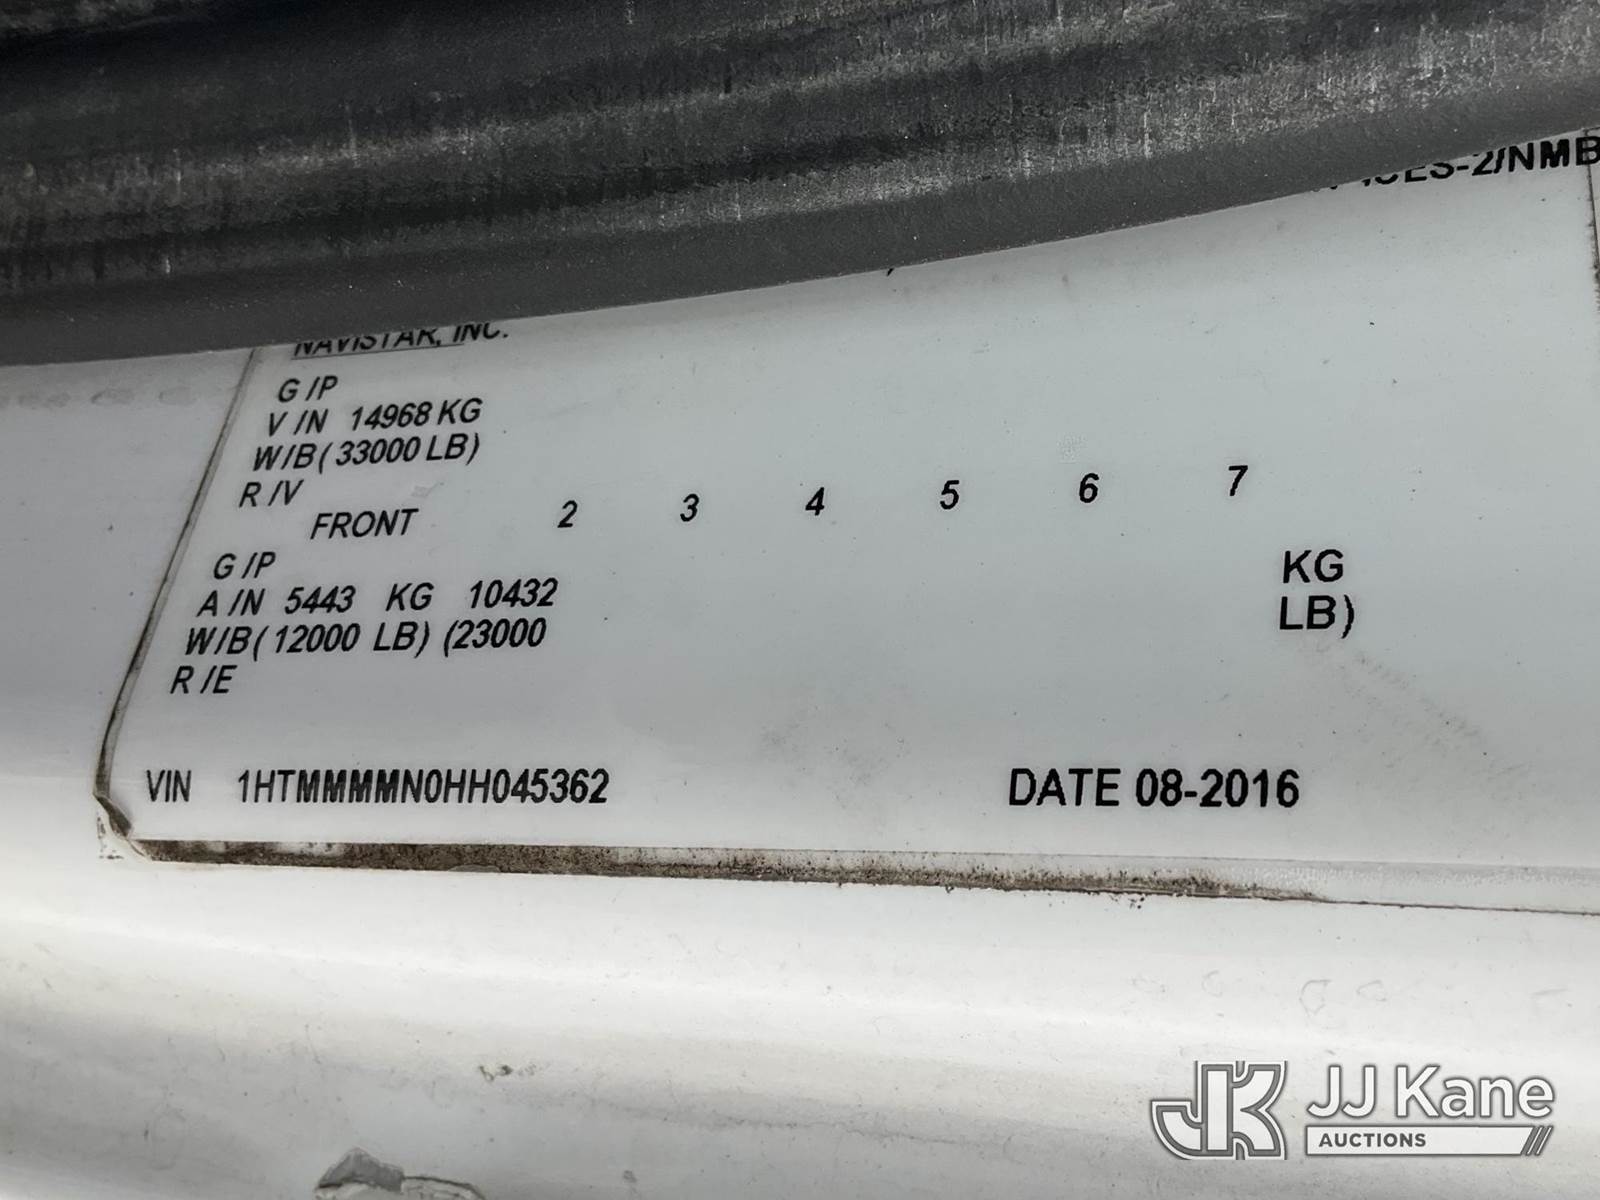 NAVISTAR, INC.
G /P
V /N 14968 KG
W/B( 33000 LB)
R /V
FRONT 2 3 4 5 6 7
G /P
A /N 5443 KG 10432 KG
W/B( 12000 LB) (23000 LB)
R /E
VIN 1HTMMMMN0HH045362 DATE 08-2016
JJ Kane
AUCTIONS